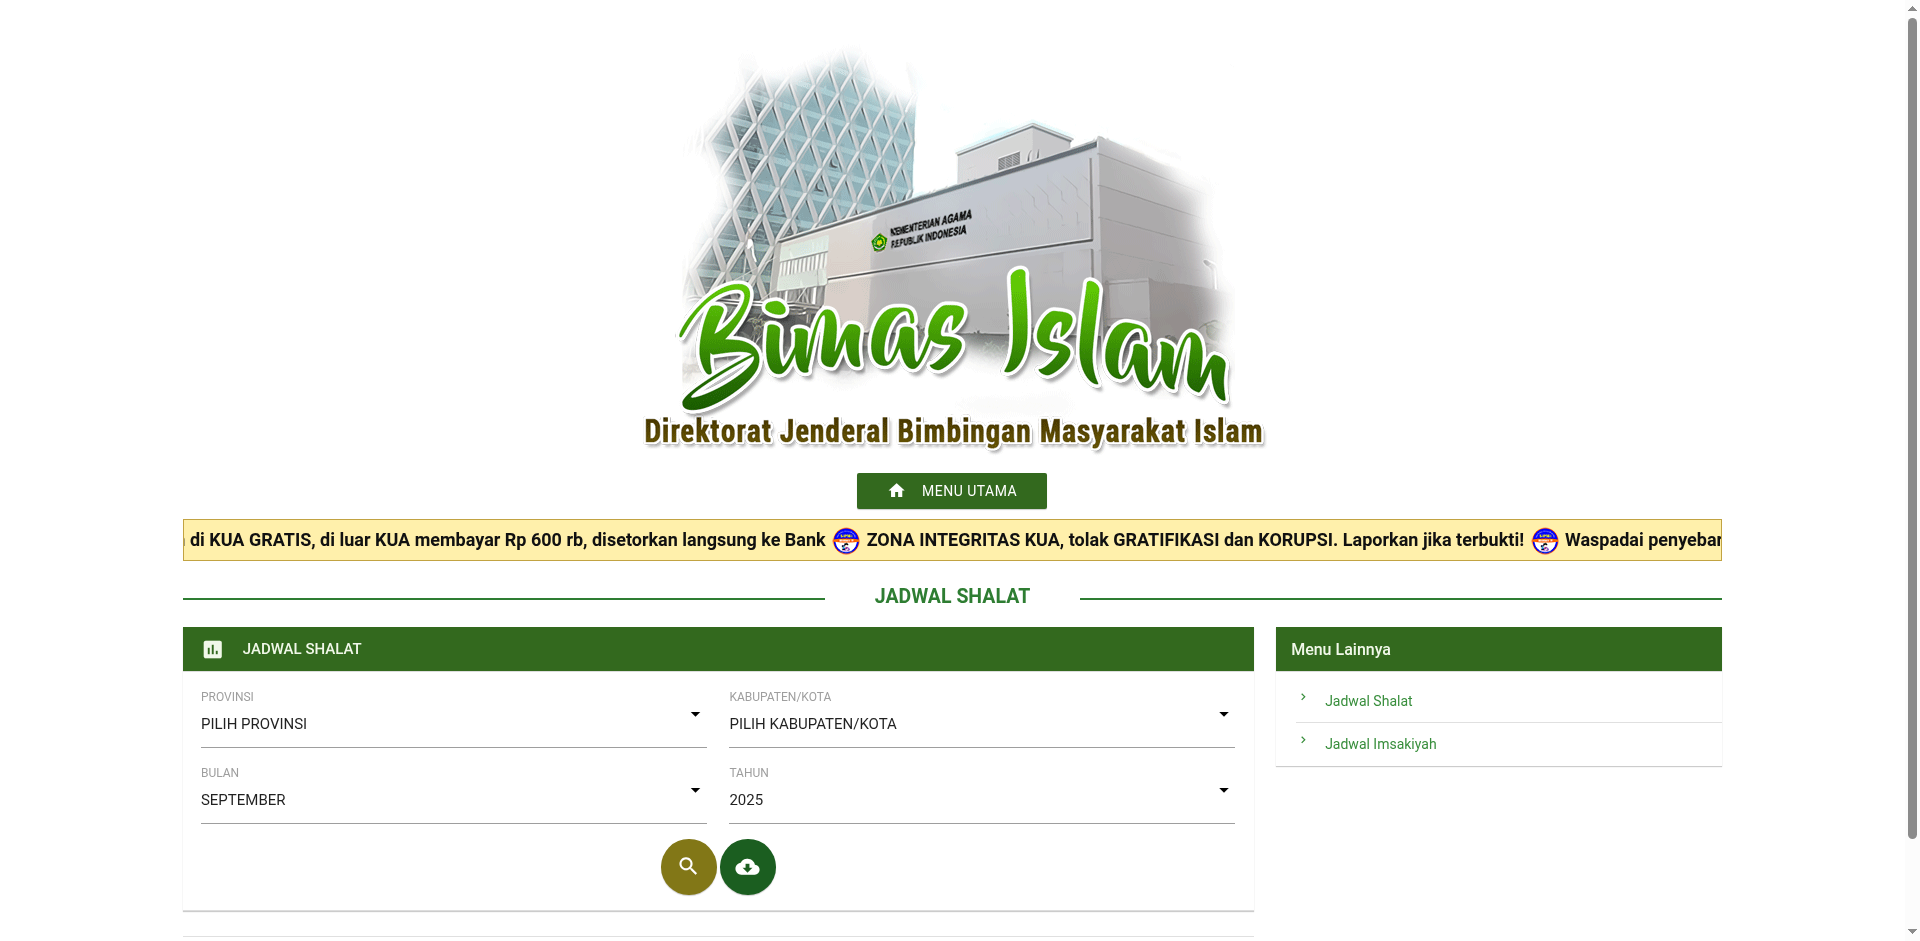 KEMENTERIAN AGAMA
REPUBLIK INDONESIA
Bimas Islam
Direktorat Jenderal Bimbingan Masyarakat Islam
MENU UTAMA
di KUA GRATIS, di luar KUA membayar Rp 600 rb, disetorkan langsung ke Bank ZONA INTEGRITAS KUA, tolak GRATIFIKASI dan KORUPSI. Laporkan jika terbukti! Waspadai
JADWAL SHALAT
JADWAL SHALAT
PROVINSI
PILIH PROVINSI
KABUPATEN/KOTA
PILIH KABUPATEN/KOTA
BULAN
SEPTEMBER
TAHUN
2025
Menu Lainnya
Jadwal Shalat
Jadwal Imsakiyah